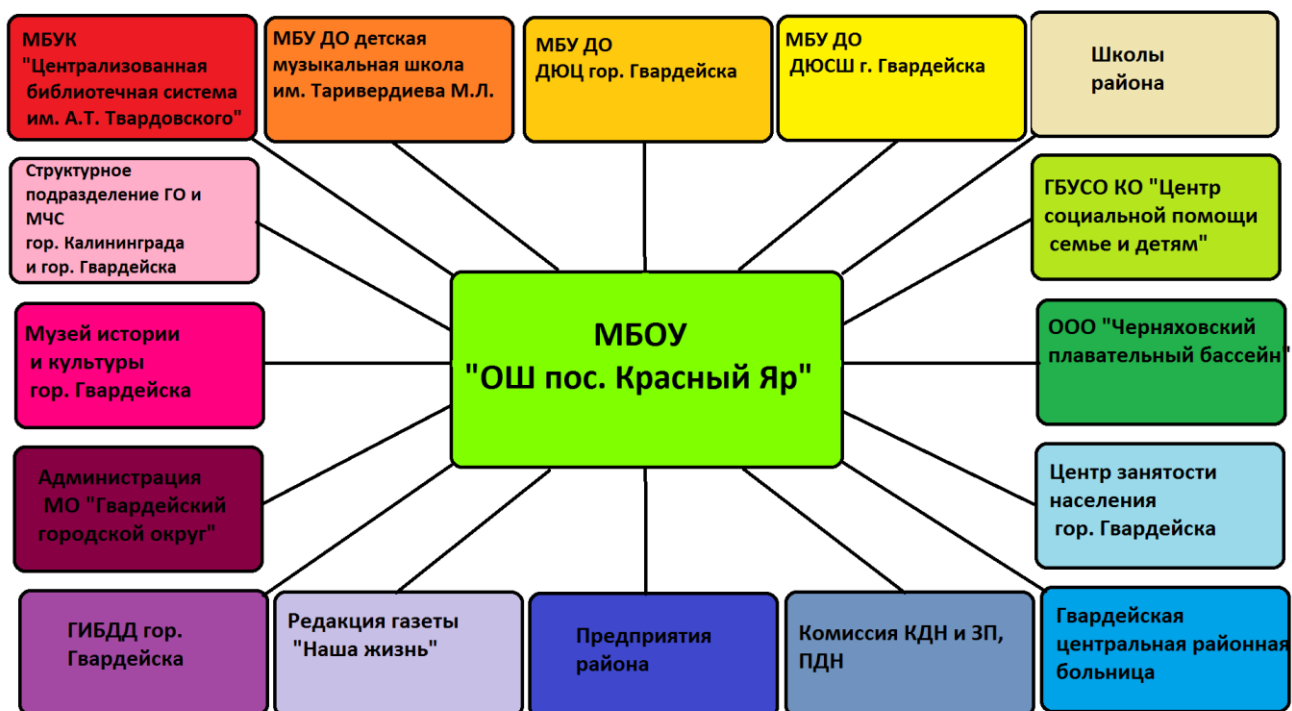 МБУК
"Централизованная
библиотечная система
им. А.Т. Твардовского"
МБУ ДО детская
музыкальная школа
им. Таривердиева М.Л.
МБУ ДО
ДЮЦ гор. Гвардейска
МБУ ДО
ДЮСШ г. Гвардейска
Школы
района
Структурное
подразделение ГО и
МЧС
гор. Калининграда
и гор. Гвардейска
ГБУСО КО "Центр
социальной помощи
семье и детям"
МБОУ
"ОШ пос. Красный Яр"
Музей истории
и культуры
гор. Гвардейска
ООО "Черняховский
плавательный бассейн"
Администрация
МО "Гвардейский
городской округ"
Центр занятости
населения
гор. Гвардейска
ГИБДД гор.
Гвардейска
Редакция газеты
"Наша жизнь"
Предприятия
района
Комиссия КДН и ЗП,
ПДН
Гвардейская
центральная районная
больница